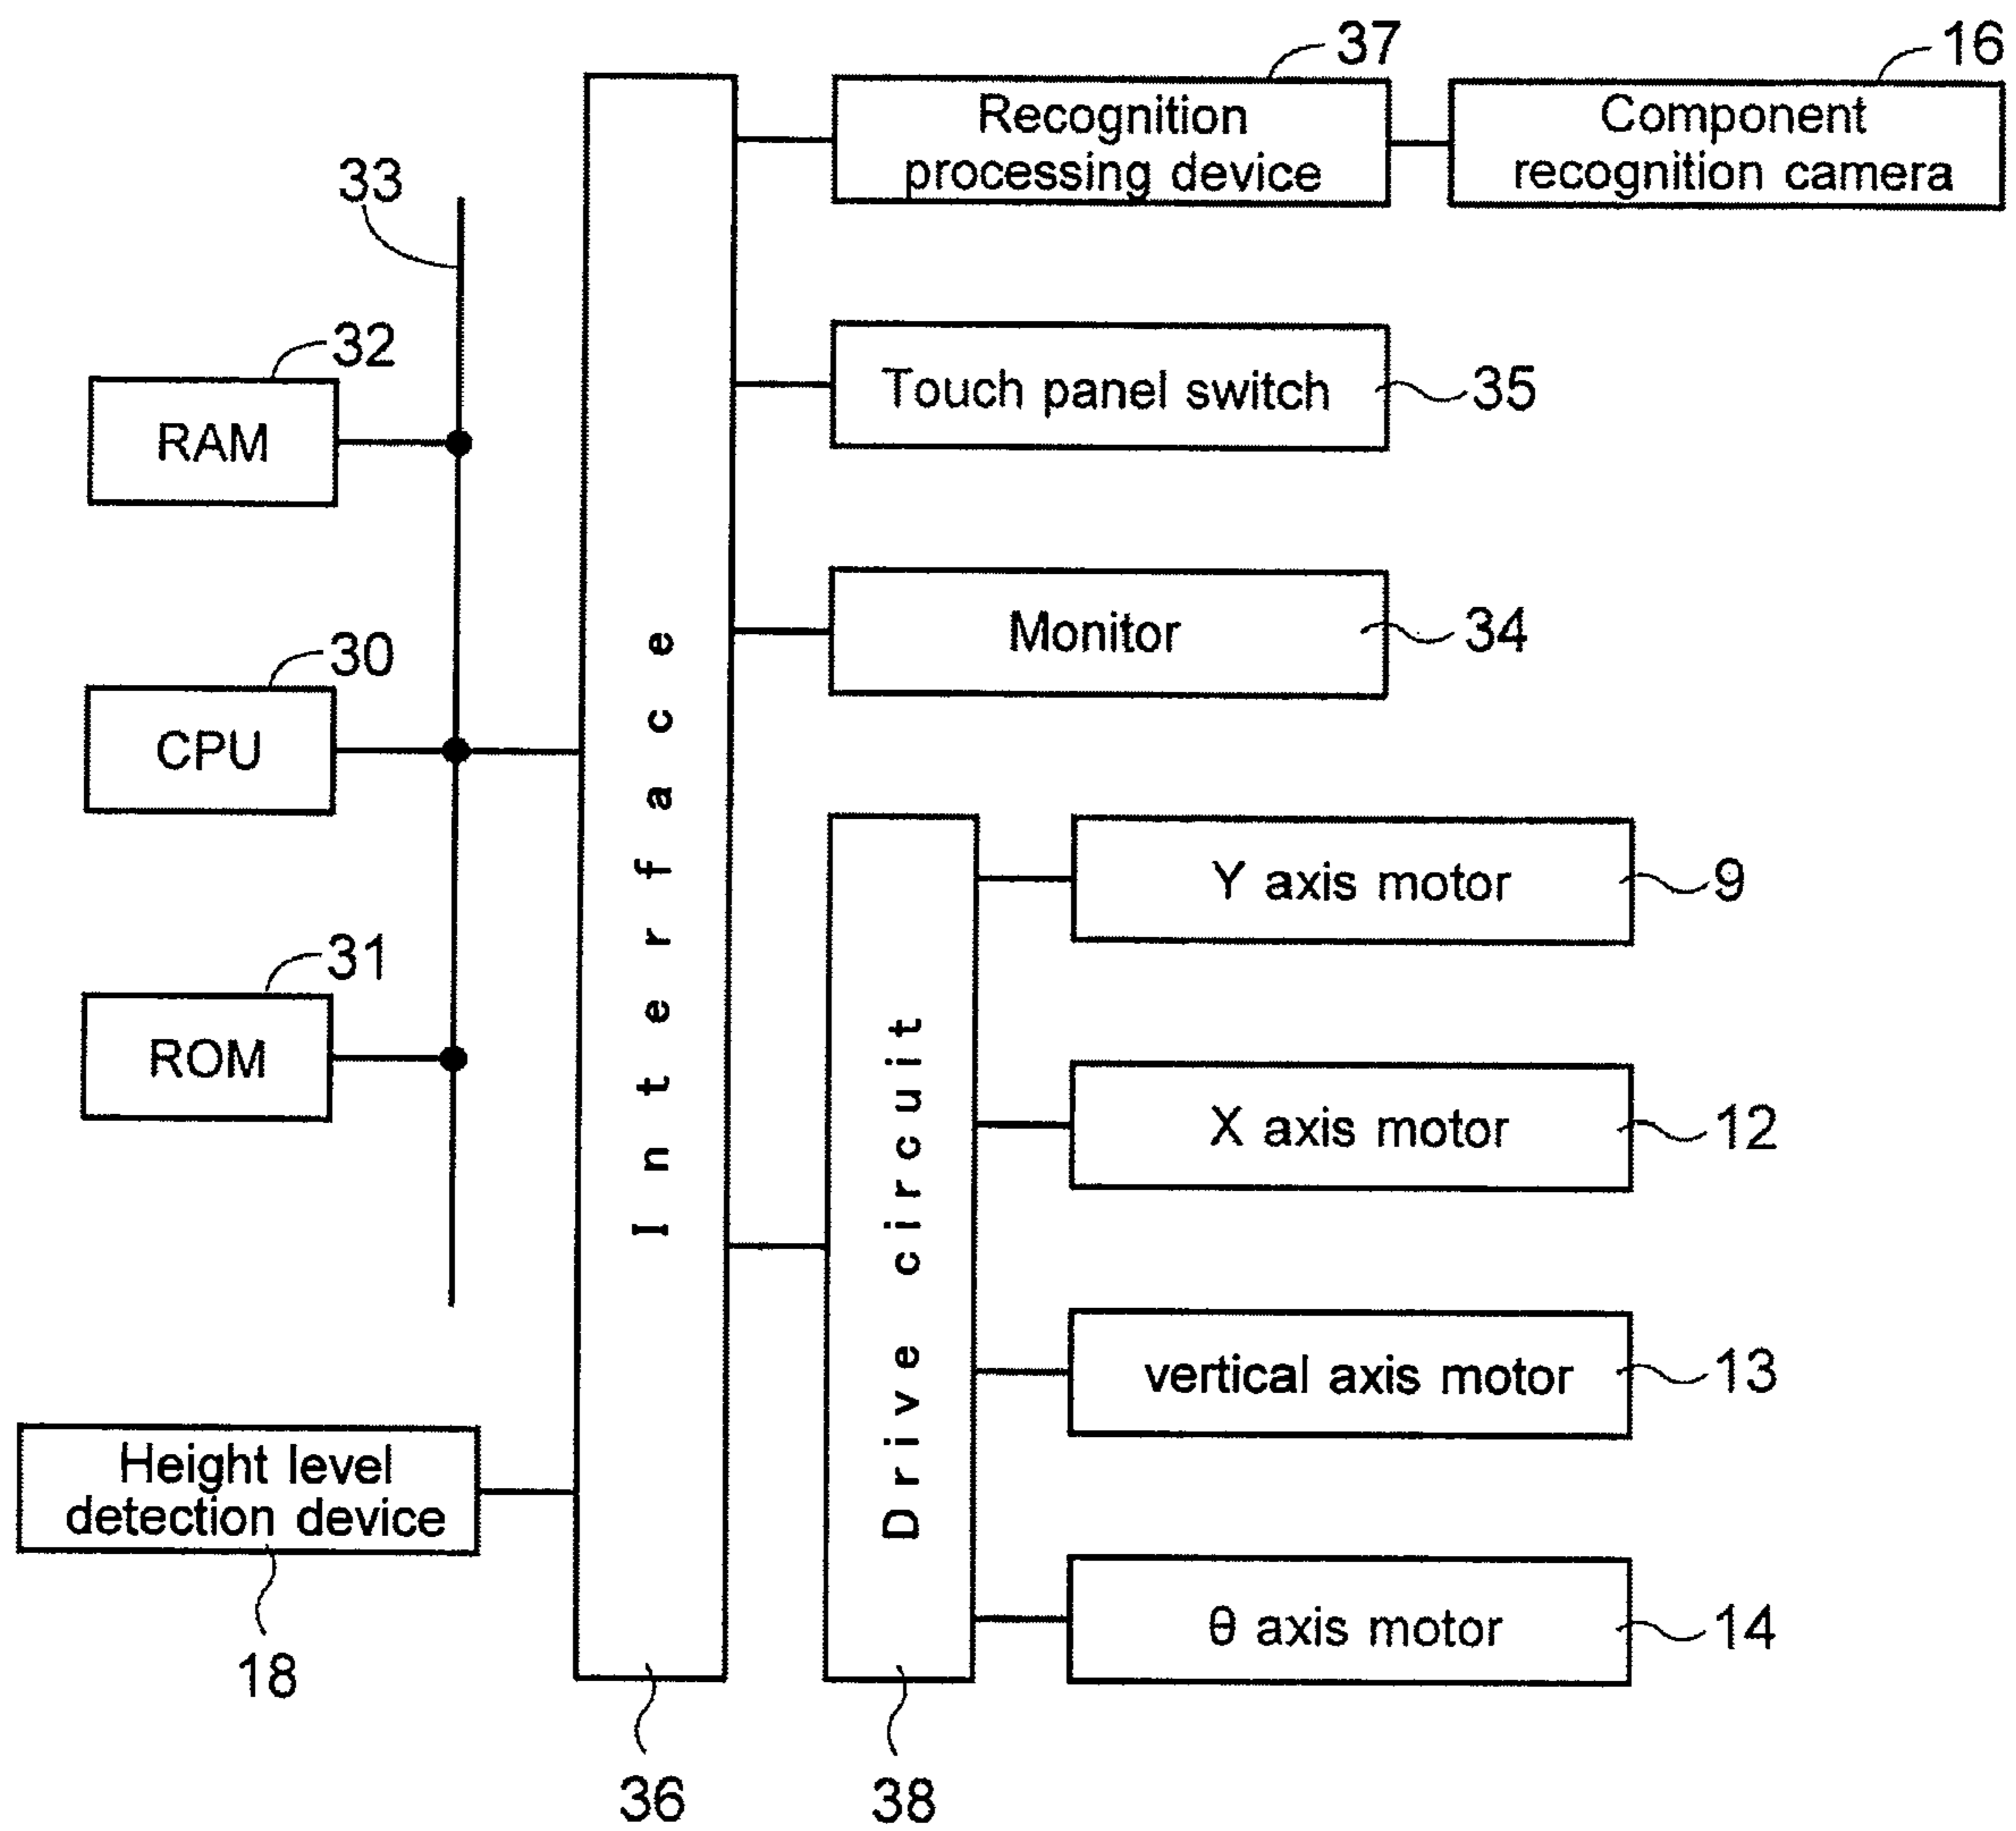 37
16
Recognition
processing device
Component
recognition camera
33
32
RAM
Touch panel switch
35
30
CPU
Monitor
34
31
ROM
Interface
Y axis motor
9
X axis motor
12
Drive circuit
vertical axis motor
13
Height level
detection device
18
θ axis motor
14
36
38